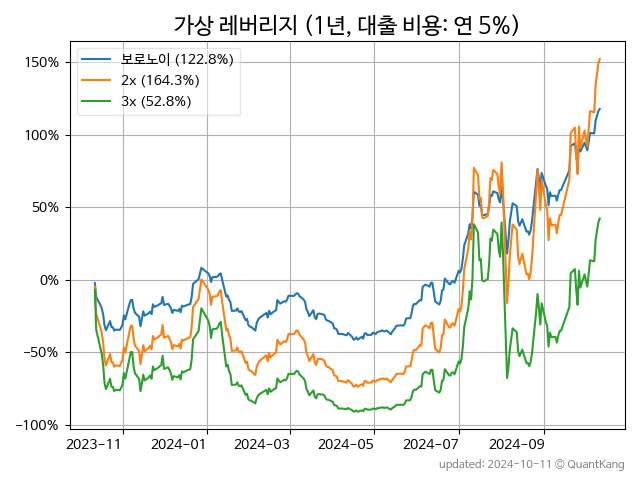 가상 레버리지 (1년, 대출 비용: 연 5%)
150%
100%
50%
0%
−50%
−100%
보로노이 (122.8%)
2x (164.3%)
3x (52.8%)
2023-11
2024-01
2024-03
2024-05
2024-07
2024-09
updated: 2024-10-11 © QuantKang